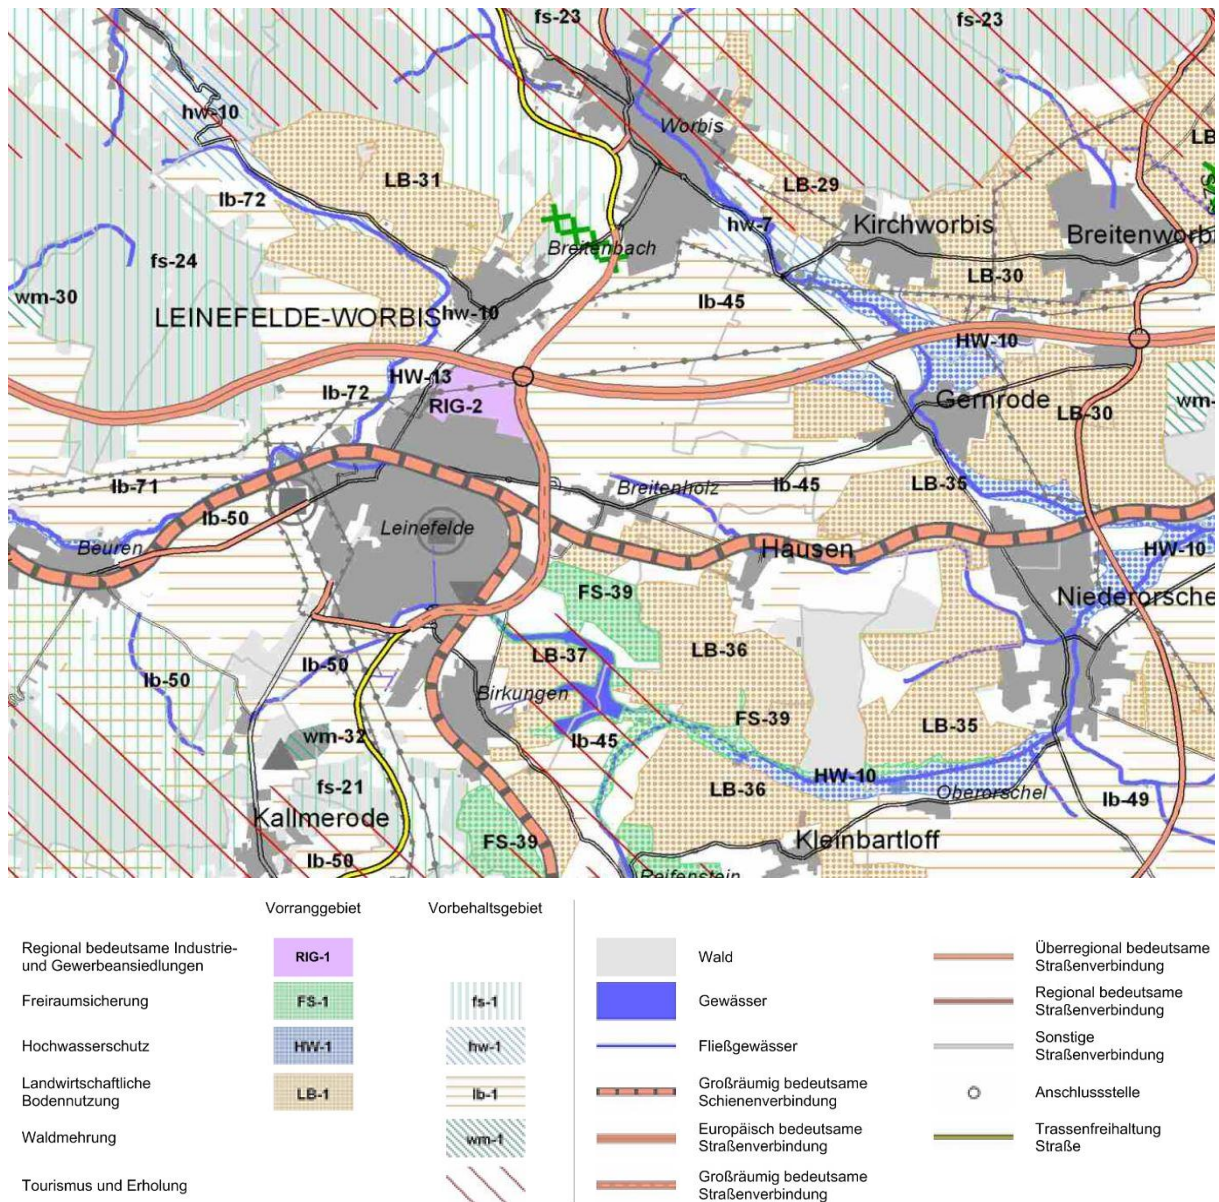 fs-23
fs-23
hw-10
Worbis
LB
LB-31
LB-29
lb-72
hw-7
Kirchworbis
Breitenworbi
Breitenbach
fs-24
LB-30
wm-30
lb-45
LEINEFELDE-WORBIS
hw-10
HW-10
HW-13
lb-72
RIG-2
Gernrode
LB-30
wm-
lb-71
Breitenholz
lb-45
LB-35
lb-50
Leinefelde
Beuren
Hausen
HW-10
FS-39
Niederorsche
LB-37
LB-36
lb-50
lb-50
Birkungen
FS-39
LB-35
wm-32
lb-45
fs-21
LB-36
HW-10
Oberorschel
lb-49
Kallmerode
FS-39
Kleinbartloff
lb-50
Reifenstein
Vorranggebiet
Vorbehaltsgebiet
Regional bedeutsame Industrie-
und Gewerbeansiedlungen
RIG-1
Freiraumsicherung
FS-1
fs-1
Hochwasserschutz
HW-1
hw-1
Landwirtschaftliche
Bodennutzung
LB-1
lb-1
Waldmehrung
wm-1
Tourismus und Erholung
Wald
Gewässer
Fließgewässer
Großräumig bedeutsame
Schienenverbindung
Europäisch bedeutsame
Straßenverbindung
Großräumig bedeutsame
Straßenverbindung
Überregional bedeutsame
Straßenverbindung
Regional bedeutsame
Straßenverbindung
Sonstige
Straßenverbindung
Anschlussstelle
Trassenfreihaltung
Straße